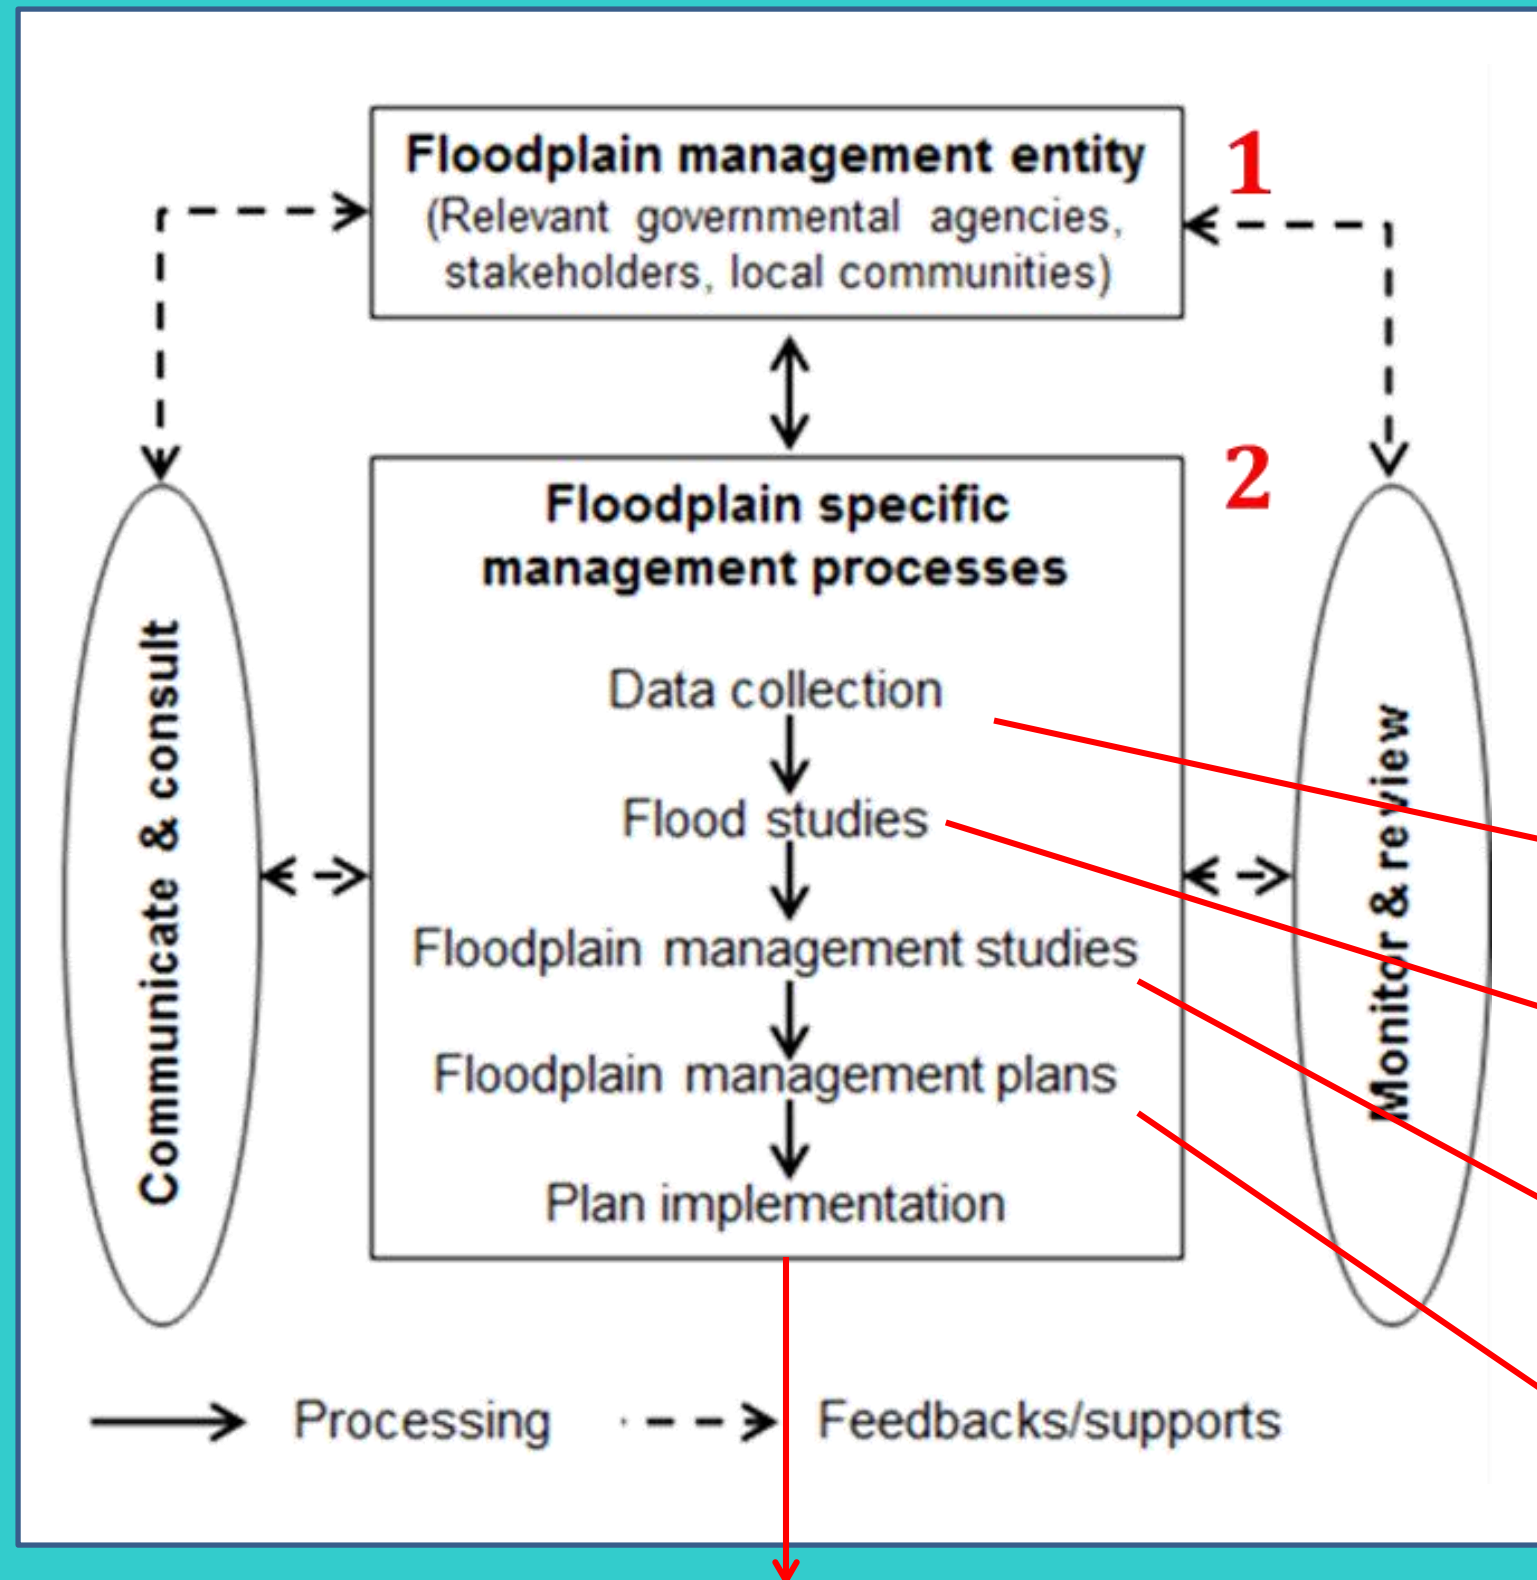 Floodplain management entity
(Relevant governmental agencies,
stakeholders, local communities)
1
2
Floodplain specific
management processes
Data collection
Flood studies
Floodplain management studies
Floodplain management plans
Plan implementation
Communicate & consult
Monitor & review
Processing
Feedbacks/supports